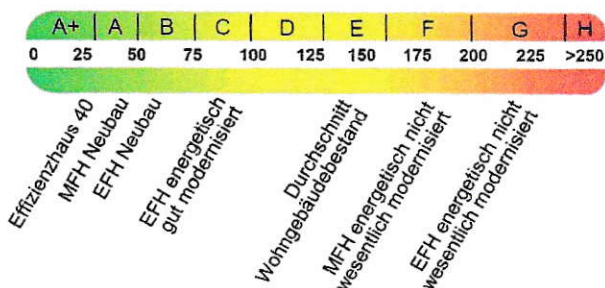 A+ A B C D E F G H
0 25 50 75 100 125 150 175 200 225 >250
Effizienzhaus 40
MFH Neubau
EFH Neubau
EFH energetisch
gut modernisiert
Durchschnitt
Wohngebäudebestand
MFH energetisch nicht
wesentlich modernisiert
EFH energetisch nicht
wesentlich modernisiert